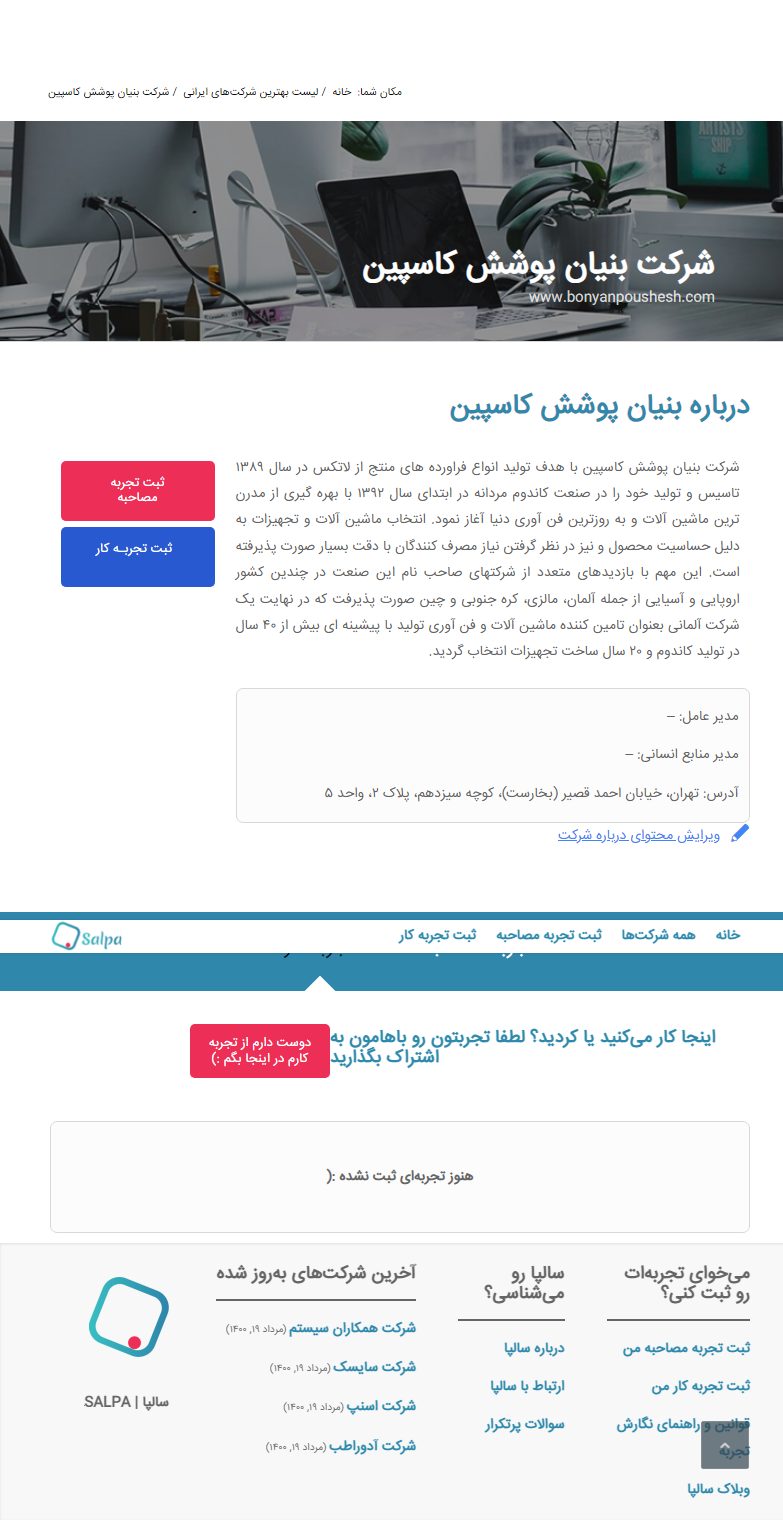 مکان شما: خانه / لیست بهترین شرکت‌های ایرانی / شرکت بنیان پوشش کاسپین
ARTISTS
SHIP
شرکت بنیان پوشش کاسپین
www.bonyanpoushesh.com
درباره بنیان پوشش کاسپین
شرکت بنیان پوشش کاسپین با هدف تولید انواع فراورده های منتج از لاتکس در سال ۱۳۸۹
تاسیس و تولید خود را در صنعت کاندوم مردانه در ابتدای سال ۱۳۹۲ با بهره گیری از مدرن
ترین ماشین آلات و به روزترین فن آوری دنیا آغاز نمود. انتخاب ماشین آلات و تجهیزات به
دلیل حساسیت محصول و نیز در نظر گرفتن نیاز مصرف کنندگان با دقت بسیار صورت پذیرفته
است. این مهم با بازدیدهای متعدد از شرکتهای صاحب نام این صنعت در چندین کشور
اروپایی و آسیایی از جمله آلمان، مالزی، کره جنوبی و چین صورت پذیرفت که در نهایت یک
شرکت آلمانی بعنوان تامین کننده ماشین آلات و فن آوری تولید با پیشینه ای بیش از ۴۰ سال
در تولید کاندوم و ۲۰ سال ساخت تجهیزات انتخاب گردید.
ثبت تجربه
مصاحبه
ثبت تجربـه کار
مدیر عامل: –
مدیر منابع انسانی: –
آدرس: تهران، خیابان احمد قصیر (بخارست)، کوچه سیزدهم، پلاک ۲، واحد ۵
ویرایش محتوای درباره شرکت
خانه همه شرکت‌ها ثبت تجربه مصاحبه ثبت تجربه کار
Salpa
اینجا کار می‌کنید یا کردید؟ لطفا تجربتون رو باهامون به
اشتراک بگذارید
دوست دارم از تجربه
کارم در اینجا بگم :)
هنوز تجربه‌ای ثبت نشده :(
می‌خوای تجربه‌ات
رو ثبت کنی؟
ثبت تجربه مصاحبه من
ثبت تجربه کار من
قوانین و راهنمای نگارش
تجربه
وبلاگ سالپا
سالپا رو
می‌شناسی؟
درباره سالپا
ارتباط با سالپا
سوالات پرتکرار
آخرین شرکت‌های به‌روز شده
شرکت همکاران سیستم (مرداد ۱۹, ۱۴۰۰)
شرکت سایسک (مرداد ۱۹, ۱۴۰۰)
شرکت اسنپ (مرداد ۱۹, ۱۴۰۰)
شرکت آدوراطب (مرداد ۱۹, ۱۴۰۰)
سالپا | SALPA